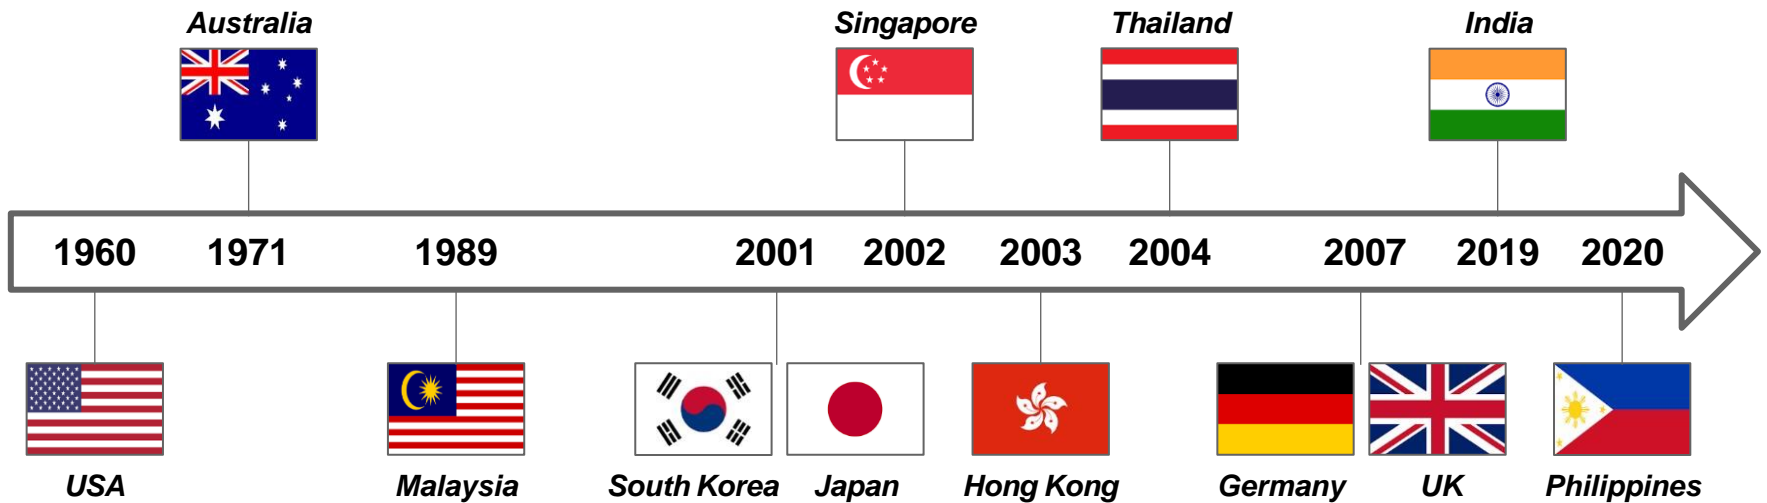 Australia Singapore Thailand India
1960 1971 1989 2001 2002 2003 2004 2007 2019 2020
USA Malaysia South Korea Japan Hong Kong Germany UK Philippines